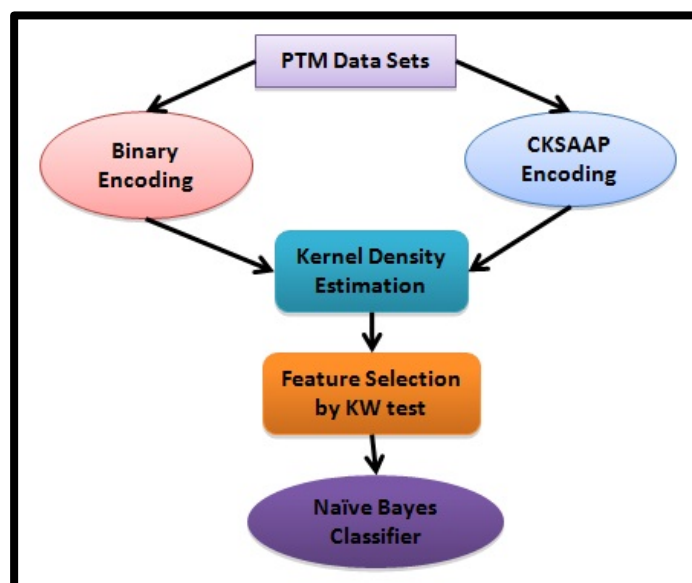 PTM Data Sets
Binary
Encoding
CKSAAP
Encoding
Kernel Density
Estimation
Feature Selection
by KW test
Naïve Bayes
Classifier